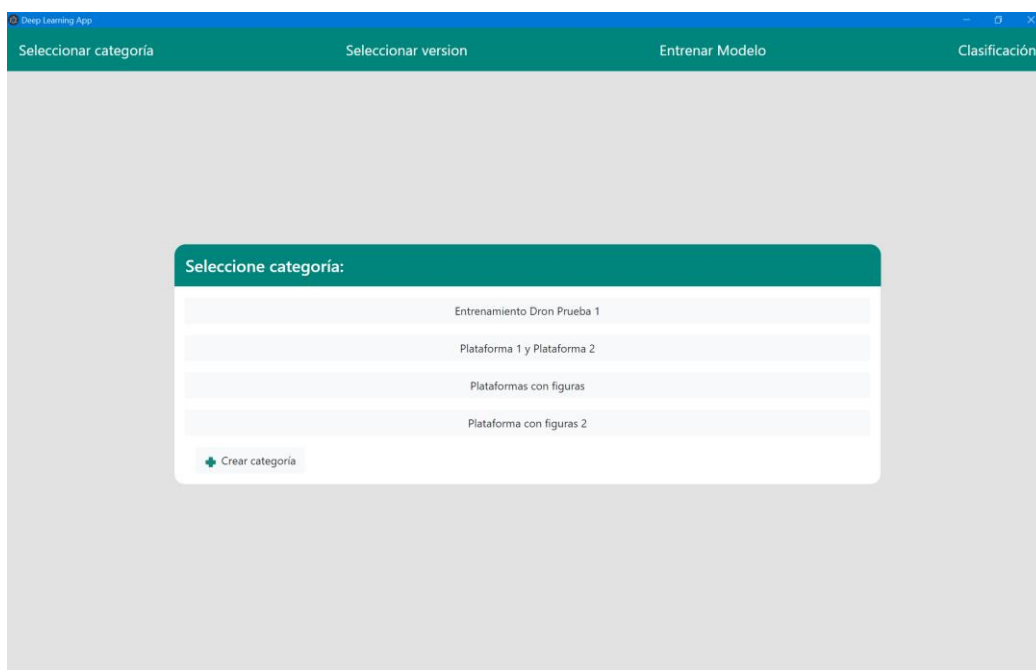 Deep Learning App
Seleccionar categoría Seleccionar version Entrenar Modelo Clasificación
Seleccione categoría:
Entrenamiento Dron Prueba 1
Plataforma 1 y Plataforma 2
Plataformas con figuras
Plataforma con figuras 2
Crear categoría